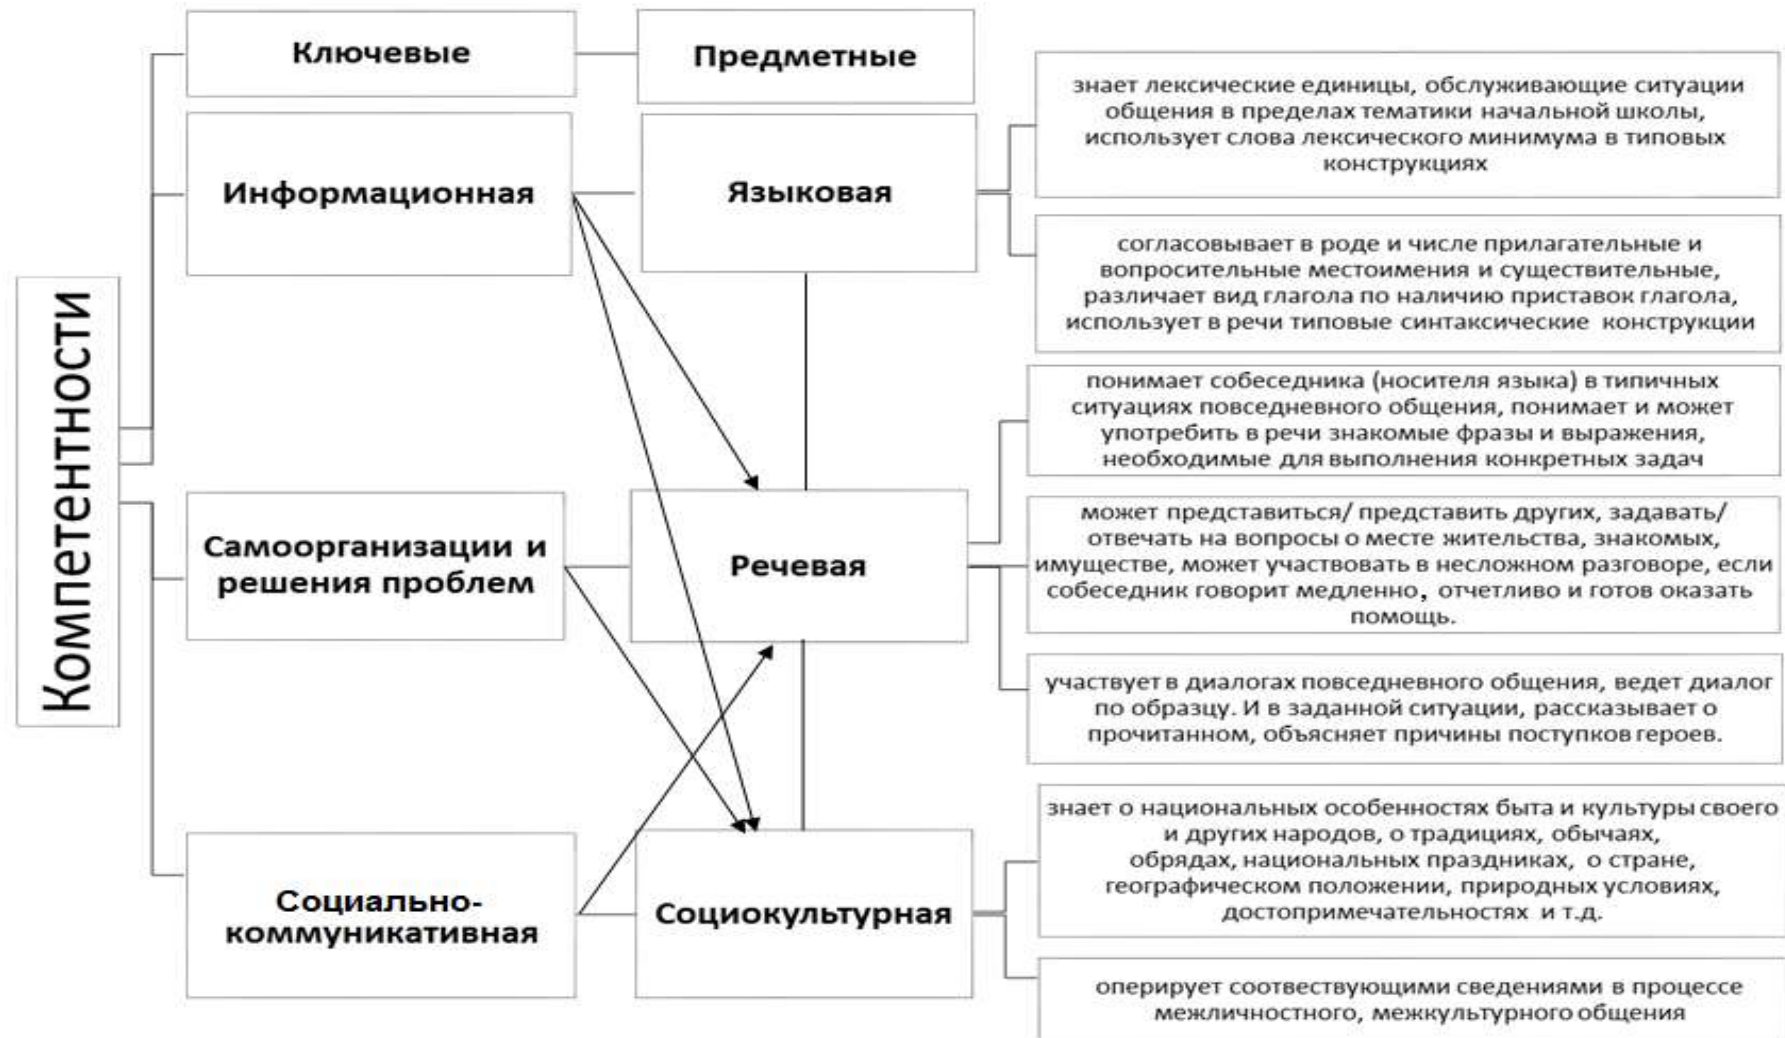 Компетентности
Ключевые
Предметные
Информационная
Языковая
знает лексические единицы, обслуживающие ситуации
общения в пределах тематики начальной школы,
использует слова лексического минимума в типовых
конструкциях
согласовывает в роде и числе прилагательные и
вопросительные местоимения и существительные,
различает вид глагола по наличию приставок глагола,
использует в речи типовые синтаксические конструкции
Самоорганизации и
решения проблем
Речевая
понимает собеседника (носителя языка) в типичных
ситуациях повседневного общения, понимает и может
употребить в речи знакомые фразы и выражения,
необходимые для выполнения конкретных задач
может представиться/ представить других, задавать/
отвечать на вопросы о месте жительства, знакомых,
имуществе, может участвовать в несложном разговоре, если
собеседник говорит медленно, отчетливо и готов оказать
помощь.
участвует в диалогах повседневного общения, ведет диалог
по образцу. И в заданной ситуации, рассказывает о
прочитанном, объясняет причины поступков героев.
Социально-
коммуникативная
Социокультурная
знает о национальных особенностях быта и культуры своего
и других народов, о традициях, обычаях,
обрядах, национальных праздниках, о стране,
географическом положении, природных условиях,
достопримечательностях и т.д.
оперирует соотвествующими сведениями в процессе
межличностного, межкультурного общения